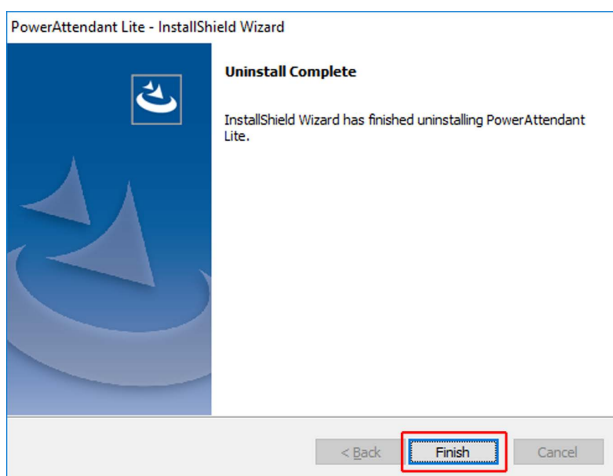 PowerAttendant Lite - InstallShield Wizard
Uninstall Complete
InstallShield Wizard has finished uninstalling PowerAttendant
Lite.
< Back
Finish
Cancel